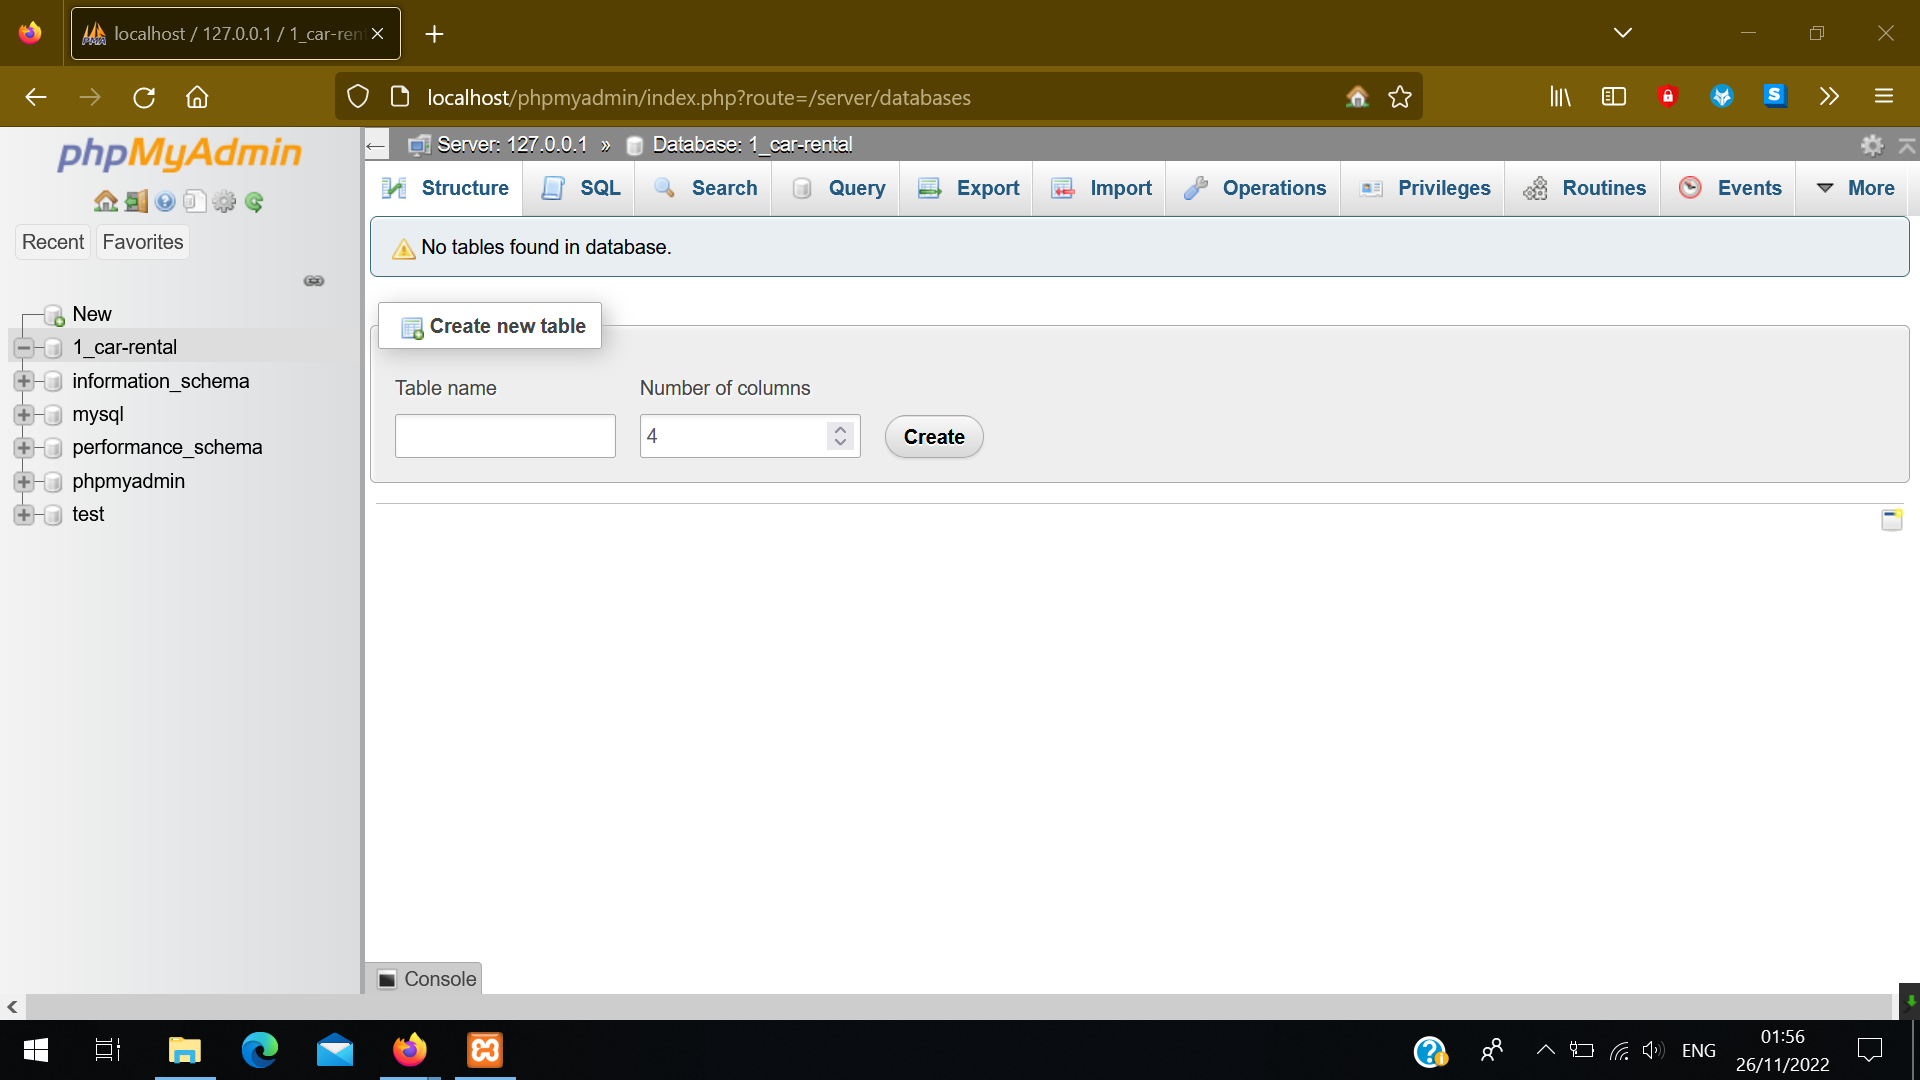 localhost / 127.0.0.1 / 1_car-ren
localhost/phpmyadmin/index.php?route=/server/databases
phpMyAdmin
Recent
Favorites
New
1_car-rental
information_schema
mysql
performance_schema
phpmyadmin
test
Server: 127.0.0.1 » Database: 1_car-rental
Structure
SQL
Search
Query
Export
Import
Operations
Privileges
Routines
Events
More
No tables found in database.
Create new table
Table name
Number of columns
4
Create
Console
ENG
01:56
26/11/2022